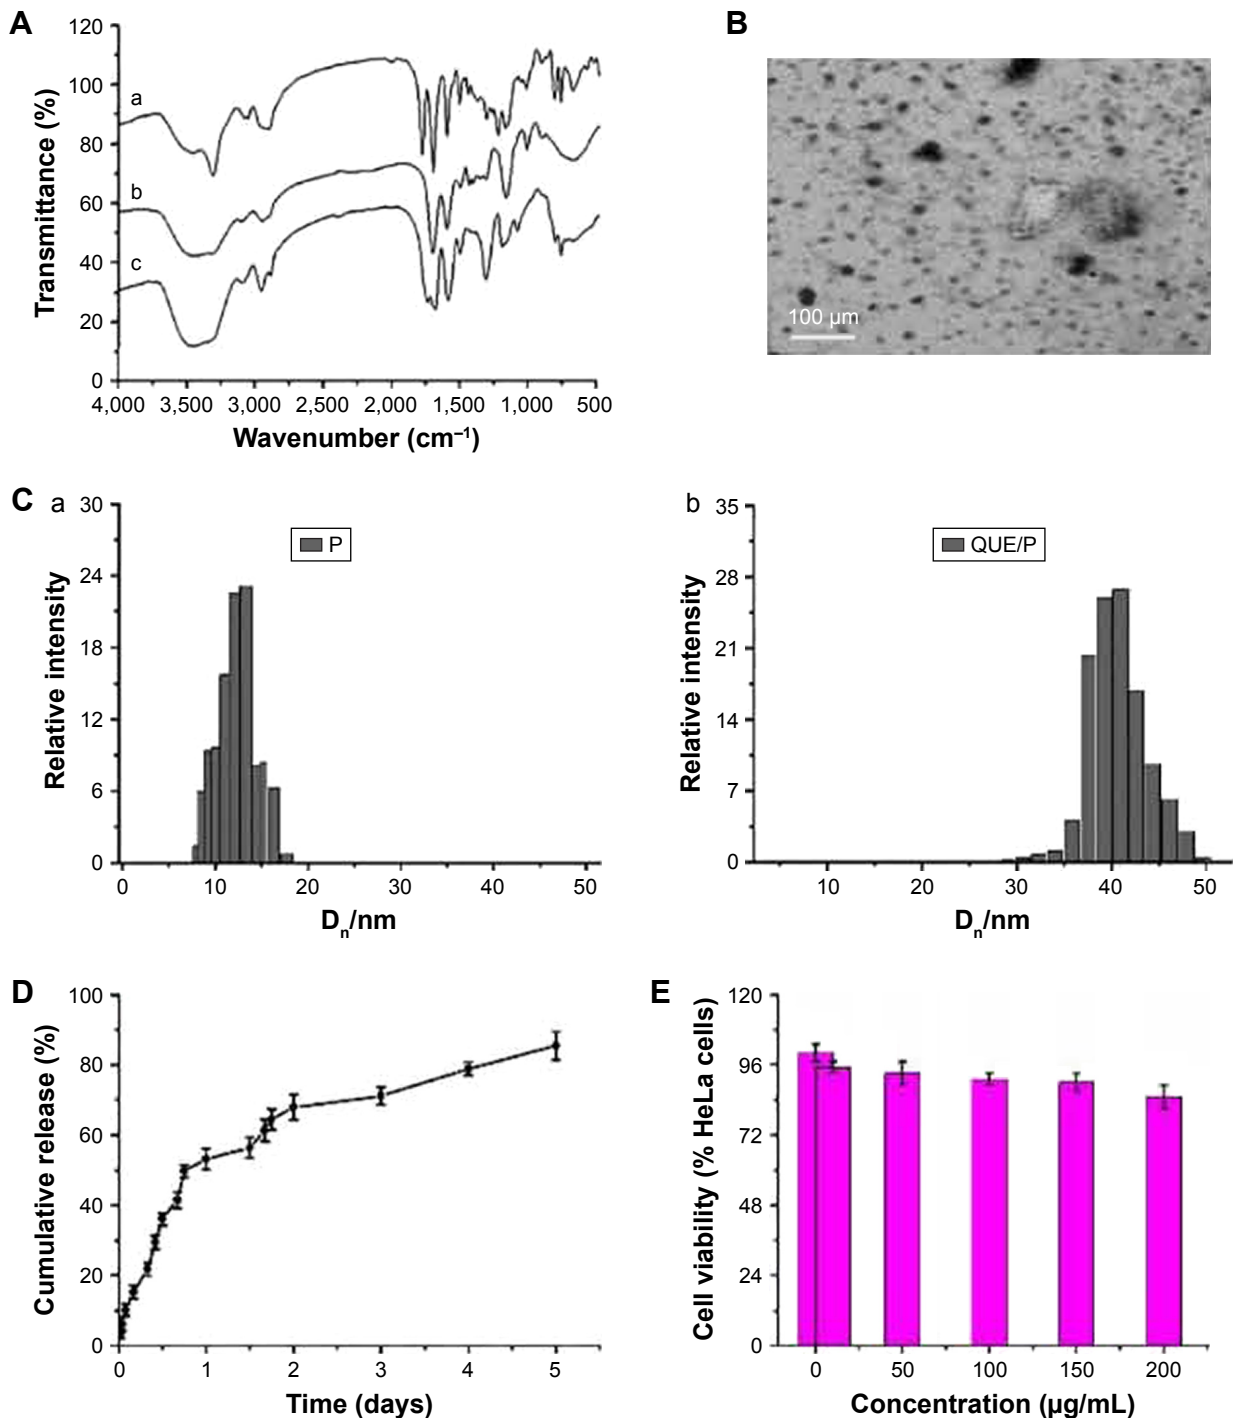 A
Transmittance (%)
120
100
80
60
40
20
0
a
b
c
4,000 3,500 3,000 2,500 2,000 1,500 1,000 500
Wavenumber (cm⁻¹)
B
100 µm
C a
Relative intensity
30
24
18
12
6
0
P
0 10 20 30 40 50
Dₙ/nm
b
Relative intensity
35
28
21
14
7
0
QUE/P
10 20 30 40 50
Dₙ/nm
D
Cumulative release (%)
100
80
60
40
20
0
0 1 2 3 4 5
Time (days)
E
Cell viability (% HeLa cells)
120
96
72
48
24
0
0 50 100 150 200
Concentration (µg/mL)